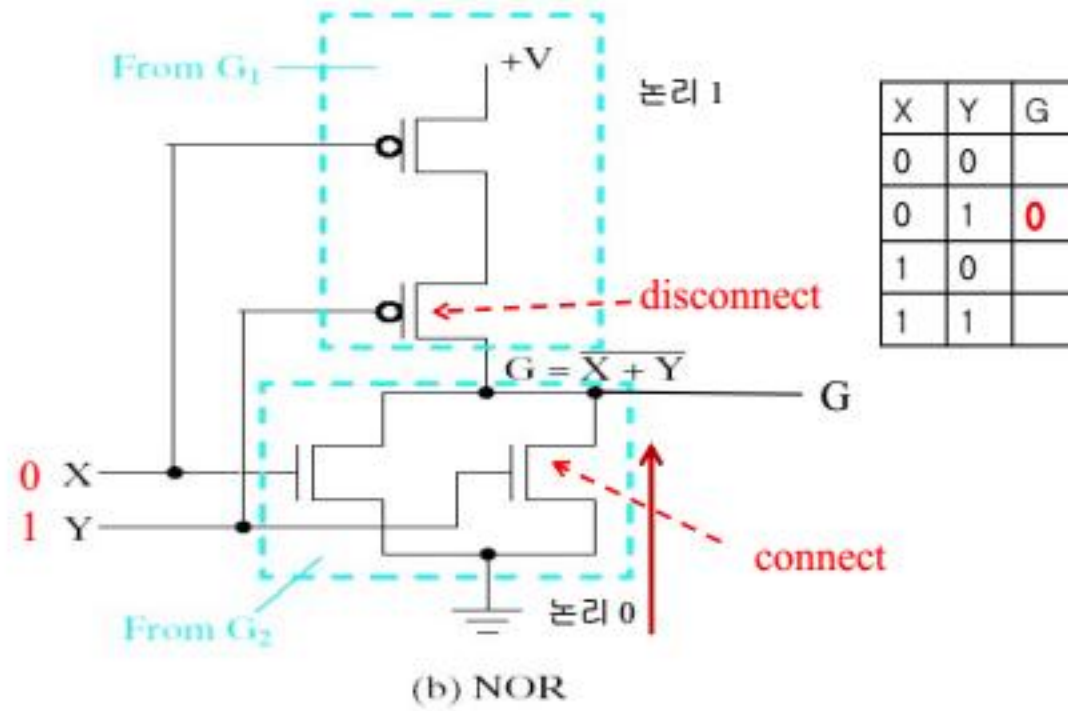 From G₁
+V
논리 1
X Y G
0 0
0 1 0
1 0
1 1
disconnect
G = \overline{X + Y}
G
0 X
1 Y
connect
From G₂
논리 0
(b) NOR